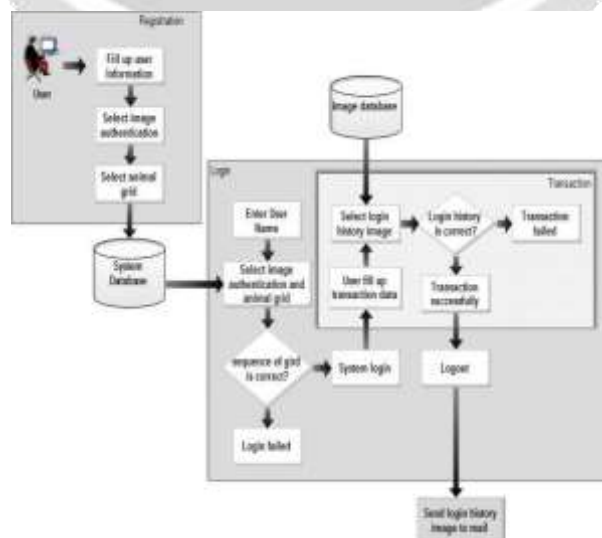 Registration
User
Fill up user
Information
Select image
authentication
Select animal
grid
System
Database
Image database
Login
Transaction
Enter User
Name
Select image
authentication and
animal grid
sequence of gird
is correct?
Login failed
System login
User fill up
transaction data
Select login
history image
Login history
is correct?
Transaction
failed
Transaction
successfully
Logout
Send login history
image to mail